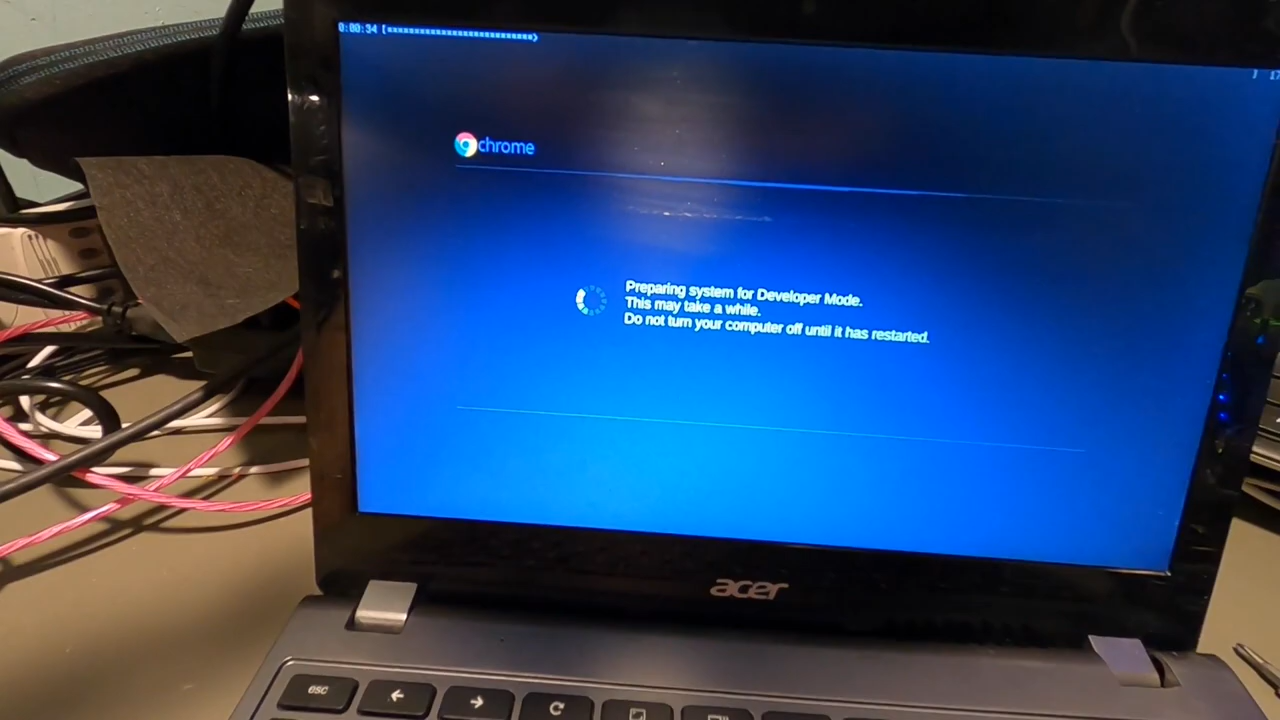 0:00:34 [==========================>
] 17
chrome
Preparing system for Developer Mode.
This may take a while.
Do not turn your computer off until it has restarted.
acer
esc